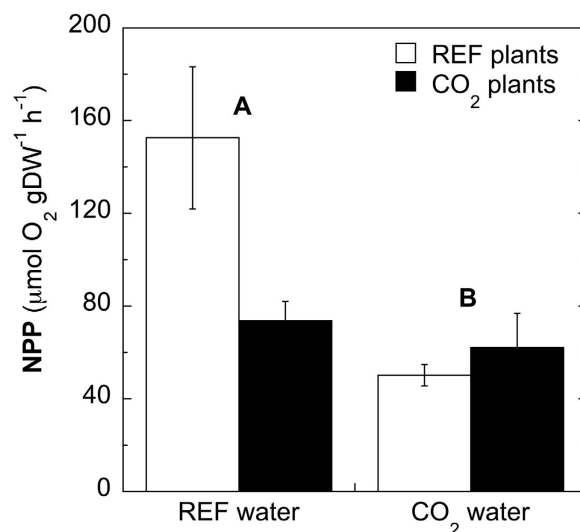 200
160
120
80
40
0
NPP (μmol O₂ gDW⁻¹ h⁻¹)
REF plants
CO₂ plants
A
B
REF water
CO₂ water